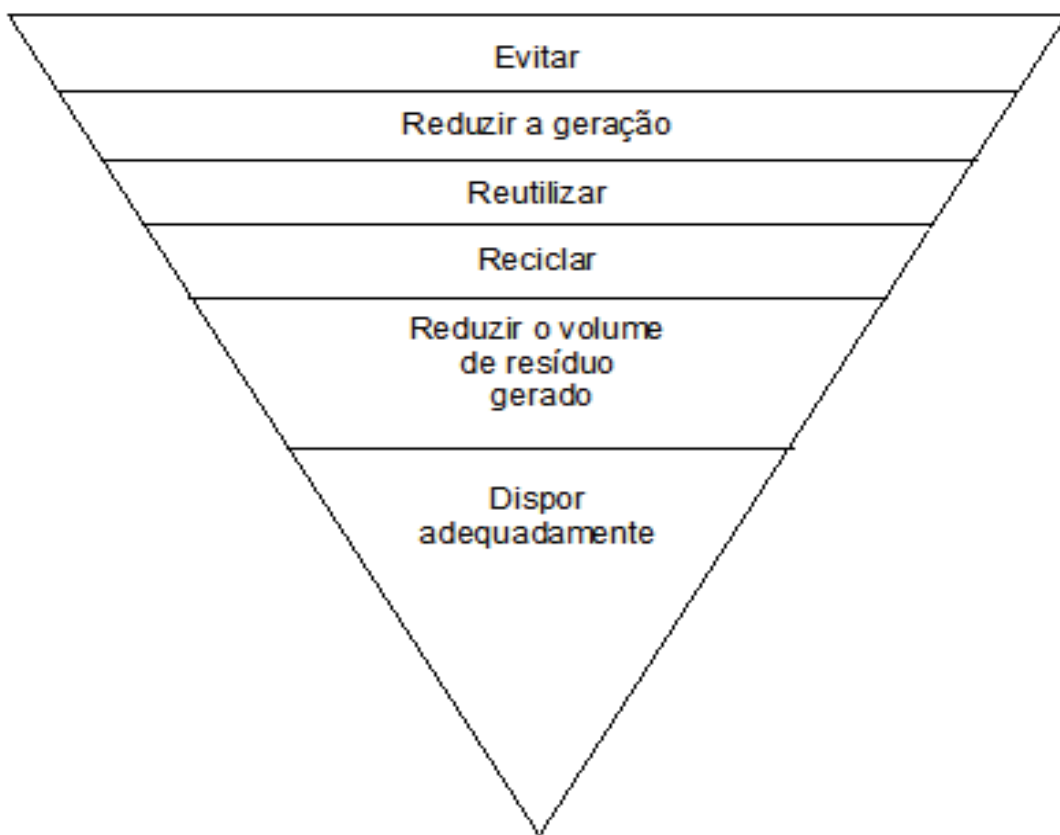 Evitar
Reduzir a geração
Reutilizar
Reciclar
Reduzir o volume
de resíduo
gerado
Dispor
adequadamente